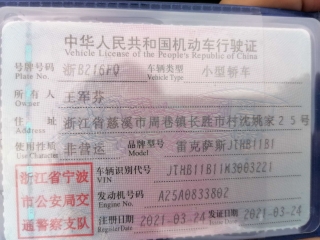 中华人民共和国机动车行驶证
Vehicle License of the People's Republic of China
号牌号码 浙B216FQ 车辆类型 小型轿车
Plate No. Vehicle Type
所有人 王军芬
Owner
住址 浙江省慈溪市周巷镇长胜市村沈姚家25号
Address
使用性质 非营运 品牌型号 雷克萨斯JTHB11B1
Use Character Model
浙江省宁波市公安局交通警察支队
车辆识别代号 JTHB11B11M3003221
VIN
发动机号码 A25A0833802
Engine No.
注册日期 2021-03-24 发证日期 2021-03-24
Register Date Issue Date